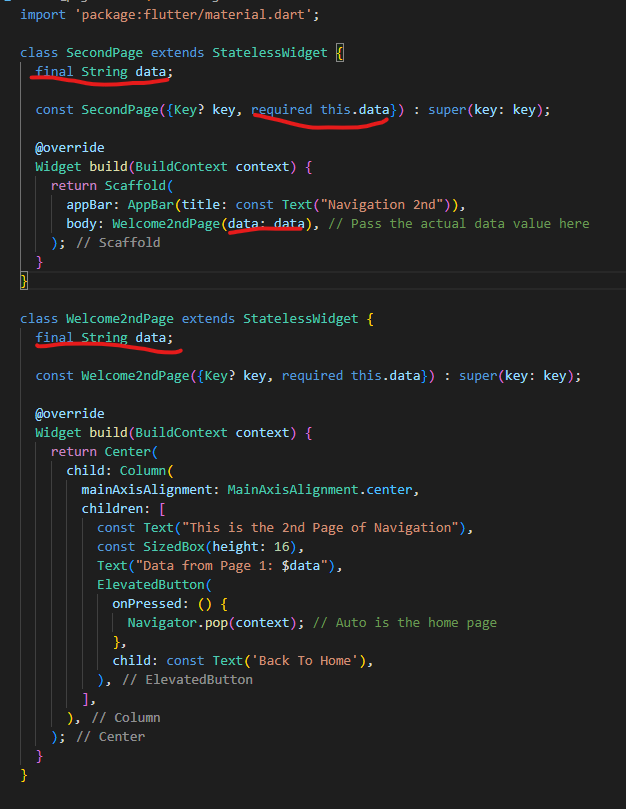 import 'package:flutter/material.dart';
class SecondPage extends StatelessWidget {
final String data;
const SecondPage({Key? key, required this.data}) : super(key: key);
@override
Widget build(BuildContext context) {
return Scaffold(
appBar: AppBar(title: const Text("Navigation 2nd")),
body: Welcome2ndPage(data: data), // Pass the actual data value here
); // Scaffold
}
}
class Welcome2ndPage extends StatelessWidget {
final String data;
const Welcome2ndPage({Key? key, required this.data}) : super(key: key);
@override
Widget build(BuildContext context) {
return Center(
child: Column(
mainAxisAlignment: MainAxisAlignment.center,
children: [
const Text("This is the 2nd Page of Navigation"),
const SizedBox(height: 16),
Text("Data from Page 1: $data"),
ElevatedButton(
onPressed: () {
Navigator.pop(context); // Auto is the home page
},
child: const Text('Back To Home'),
), // ElevatedButton
],
), // Column
); // Center
}
}